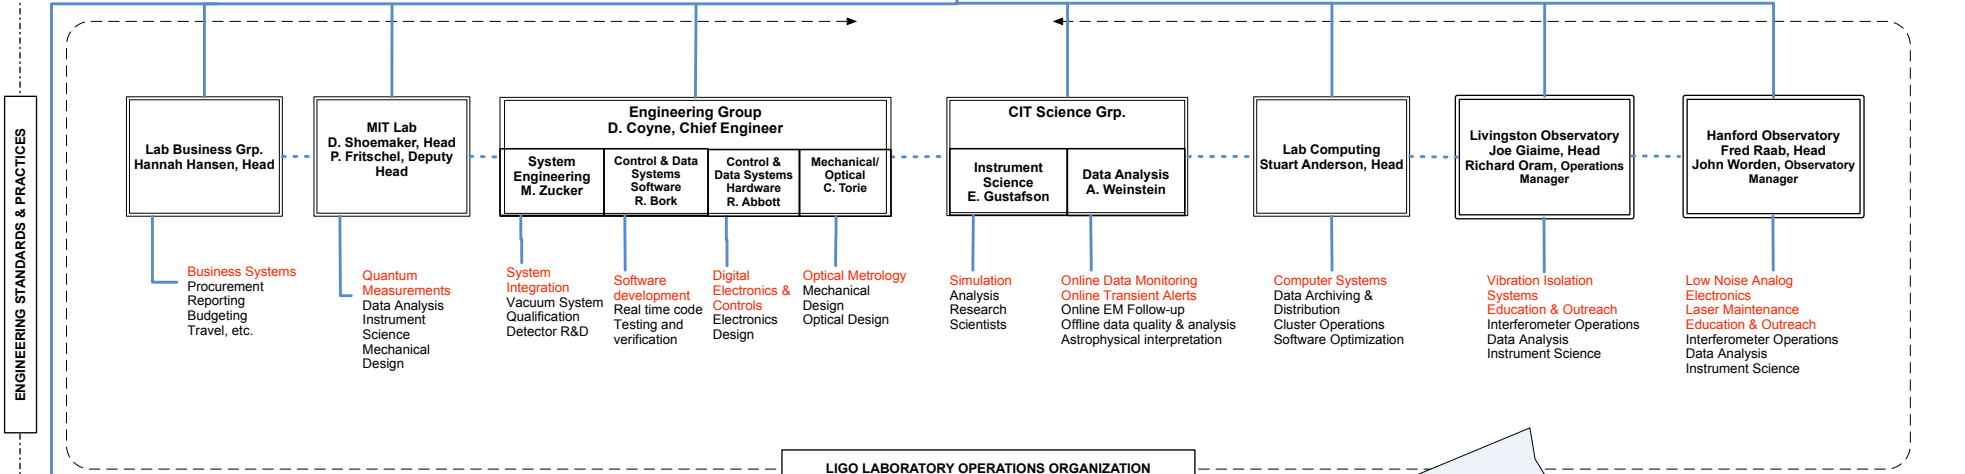 ENGINEERING STANDARDS & PRACTICES
Lab Business Grp.
Hannah Hansen, Head
Business Systems
Procurement
Reporting
Budgeting
Travel, etc.
MIT Lab
D. Shoemaker, Head
P. Fritschel, Deputy
Head
Quantum
Measurements
Data Analysis
Instrument
Science
Mechanical
Design
Engineering Group
D. Coyne, Chief Engineer
System
Engineering
M. Zucker
System
Integration
Vacuum System
Qualification
Detector R&D
Control & Data
Systems
Software
R. Bork
Software
development
Real time code
Testing and
verification
Control &
Data Systems
Hardware
R. Abbott
Digital
Electronics &
Controls
Electronics
Design
Mechanical/
Optical
C. Torie
Optical Metrology
Mechanical
Design
Optical Design
CIT Science Grp.
Instrument
Science
E. Gustafson
Simulation
Analysis
Research
Scientists
Data Analysis
A. Weinstein
Online Data Monitoring
Online Transient Alerts
Online EM Follow-up
Offline data quality & analysis
Astrophysical interpretation
Lab Computing
Stuart Anderson, Head
Computer Systems
Data Archiving &
Distribution
Cluster Operations
Software Optimization
Livingston Observatory
Joe Giaime, Head
Richard Oram, Operations
Manager
Vibration Isolation
Systems
Education & Outreach
Interferometer Operations
Data Analysis
Instrument Science
Hanford Observatory
Fred Raab, Head
John Worden, Observatory
Manager
Low Noise Analog
Electronics
Laser Maintenance
Education & Outreach
Interferometer Operations
Data Analysis
Instrument Science
LIGO LABORATORY OPERATIONS ORGANIZATION